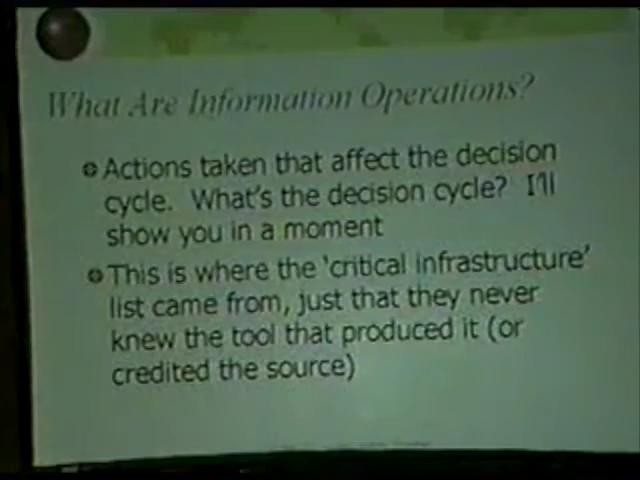 What Are Information Operations?
Actions taken that affect the decision
cycle. What's the decision cycle? I'll
show you in a moment
This is where the 'critical infrastructure'
list came from, just that they never
knew the tool that produced it (or
credited the source)